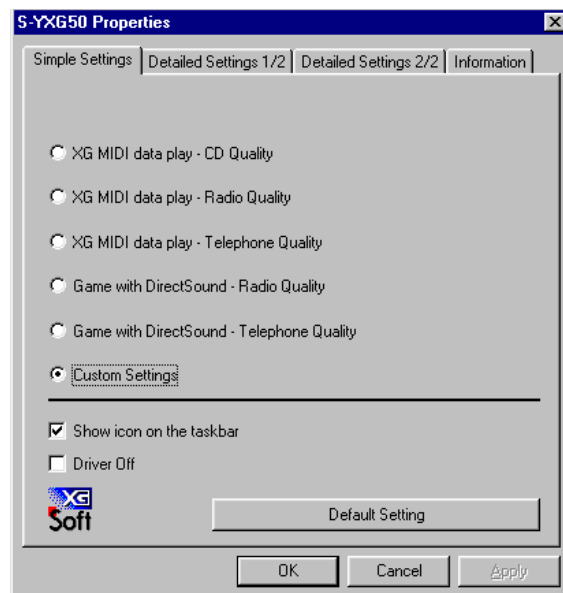 S-YXG50 Properties
Simple Settings Detailed Settings 1/2 Detailed Settings 2/2 Information
XG MIDI data play - CD Quality
XG MIDI data play - Radio Quality
XG MIDI data play - Telephone Quality
Game with DirectSound - Radio Quality
Game with DirectSound - Telephone Quality
Custom Settings
Show icon on the taskbar
Driver Off
XG
Soft
Default Setting
OK Cancel Apply